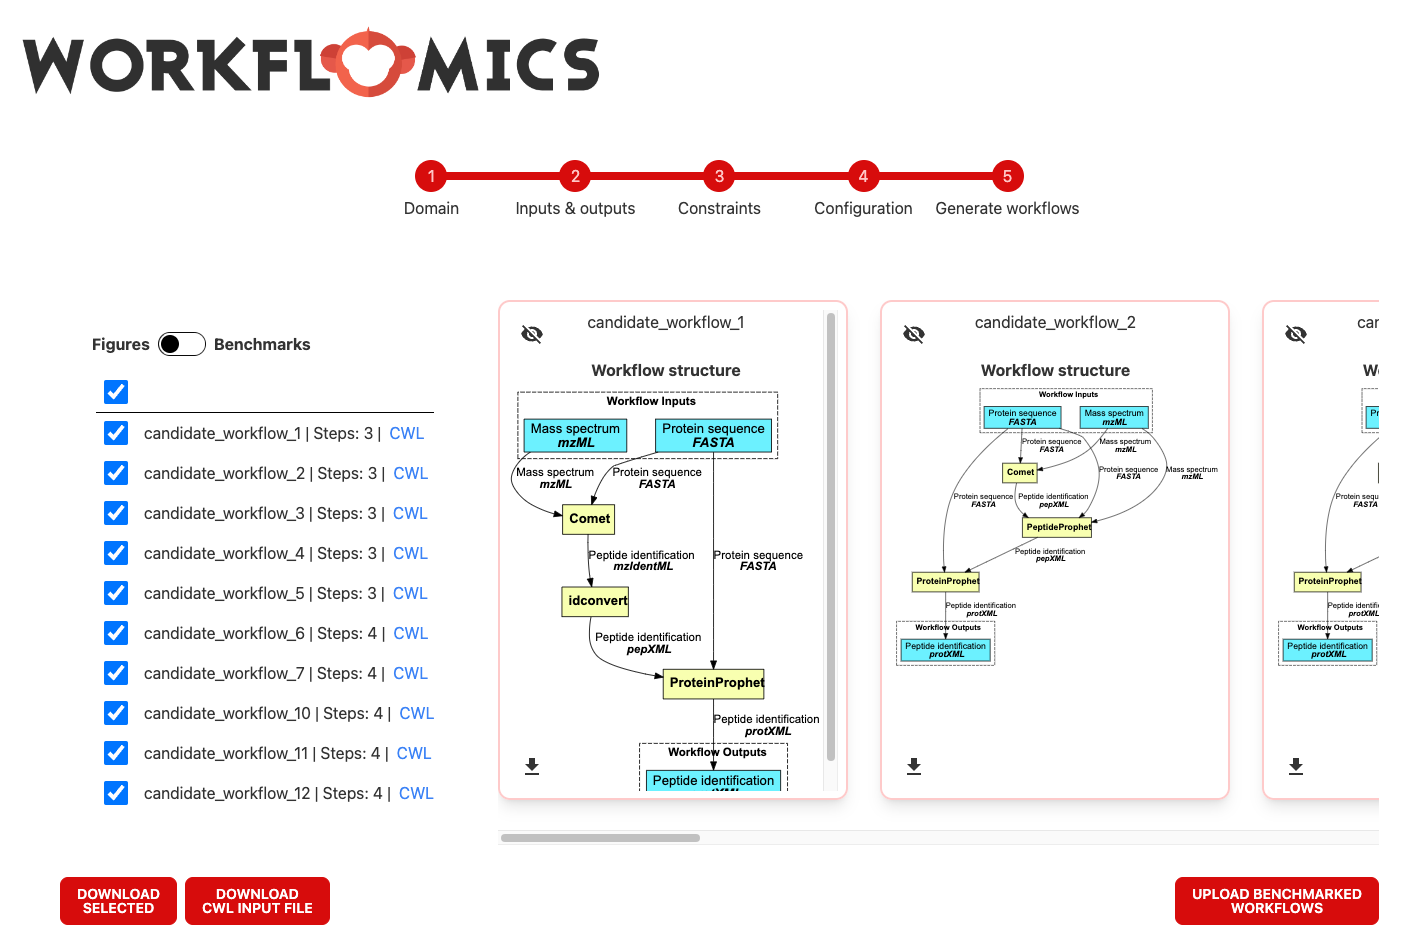 WORKFLOMICS
1 2 3 4 5
Domain Inputs & outputs Constraints Configuration Generate workflows
Figures Benchmarks
candidate_workflow_1 | Steps: 3 | CWL
candidate_workflow_2 | Steps: 3 | CWL
candidate_workflow_3 | Steps: 3 | CWL
candidate_workflow_4 | Steps: 3 | CWL
candidate_workflow_5 | Steps: 3 | CWL
candidate_workflow_6 | Steps: 4 | CWL
candidate_workflow_7 | Steps: 4 | CWL
candidate_workflow_10 | Steps: 4 | CWL
candidate_workflow_11 | Steps: 4 | CWL
candidate_workflow_12 | Steps: 4 | CWL
candidate_workflow_1
Workflow structure
Workflow Inputs
Mass spectrum
mzML
Protein sequence
FASTA
Mass spectrum
mzML
Protein sequence
FASTA
Comet
Peptide identification
mzIdentML
Protein sequence
FASTA
idconvert
Peptide identification
pepXML
ProteinProphet
Peptide identification
protXML
Workflow Outputs
Peptide identification
candidate_workflow_2
Workflow structure
Workflow Inputs
Protein sequence
FASTA
Mass spectrum
mzML
Protein sequence
FASTA
Mass spectrum
mzML
Comet
Protein sequence
FASTA
Mass spectrum
mzML
Protein sequence
FASTA
Peptide identification
pepXML
PeptideProphet
Peptide identification
pepXML
ProteinProphet
Peptide identification
protXML
Workflow Outputs
Peptide identification
protXML
ca
W
Pr
Protein sequ
FASTA
ProteinProphet
Peptide identifi
protXML
Workflow Outputs
Peptide identification
protXML
DOWNLOAD
SELECTED
DOWNLOAD
CWL INPUT FILE
UPLOAD BENCHMARKED
WORKFLOWS